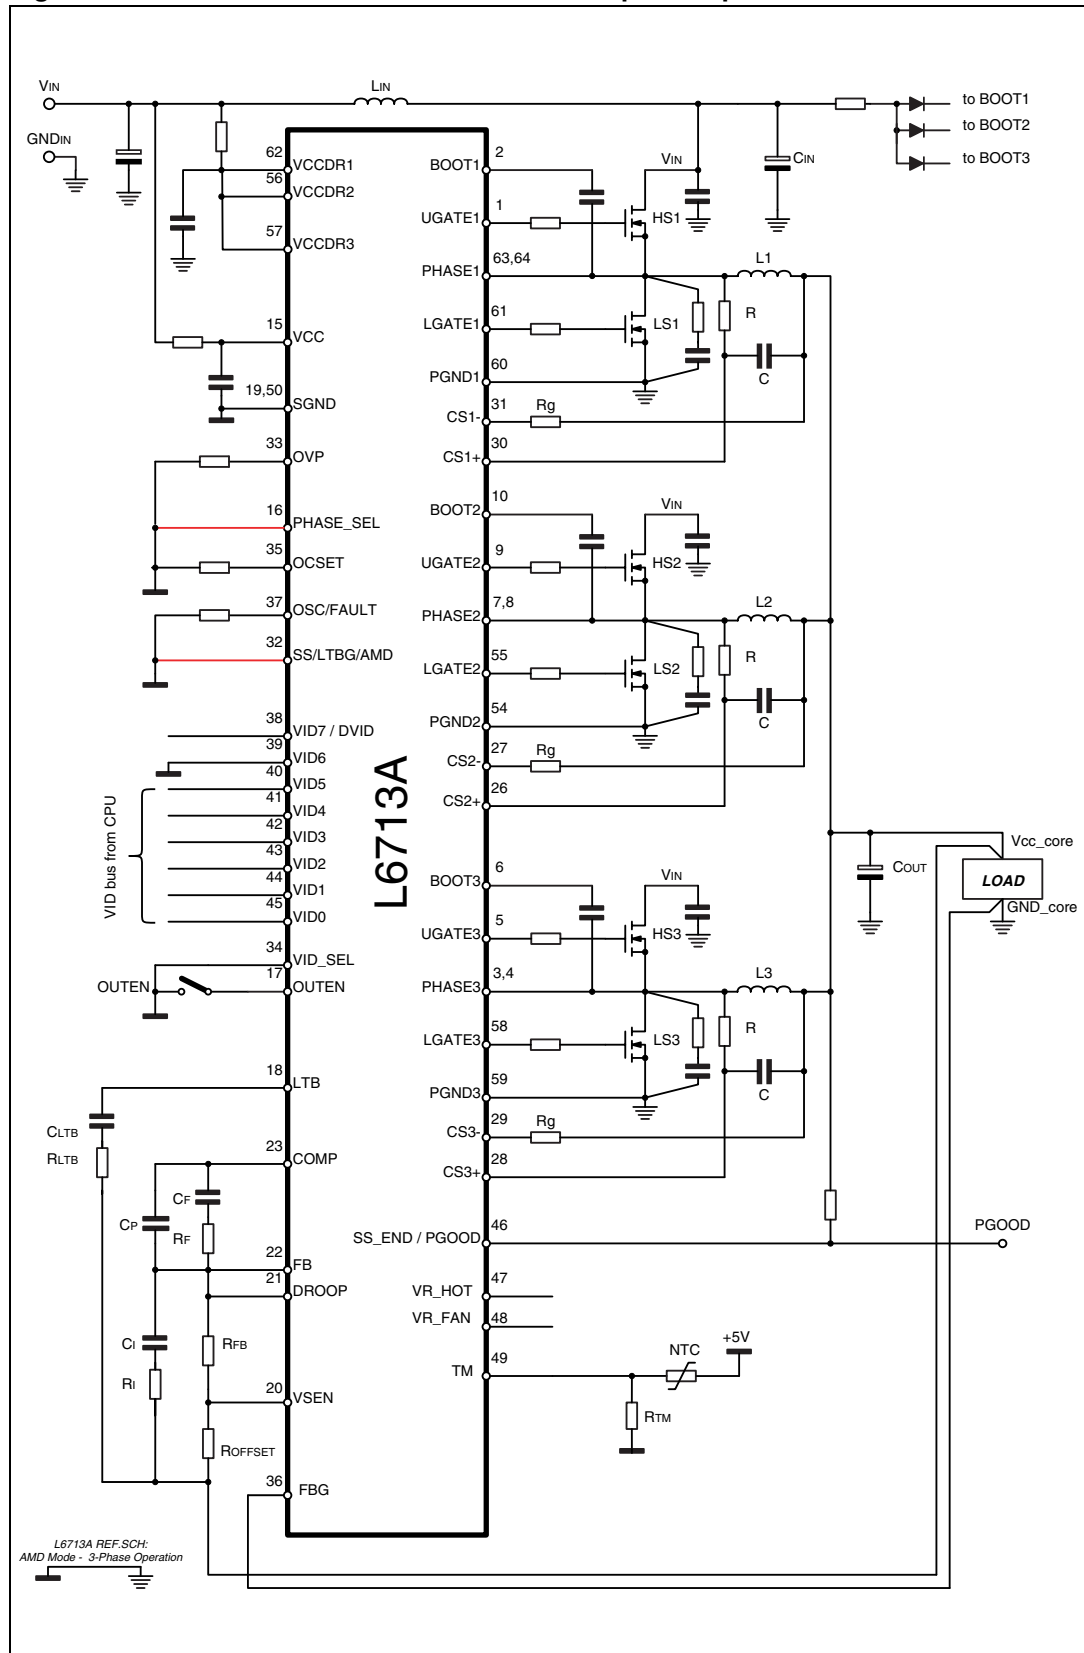 VIN
LIN
to BOOT1
to BOOT2
to BOOT3
GNDIN
CIN
62
VCCDR1
56
VCCDR2
57
VCCDR3
15
VCC
19,50
SGND
33
OVP
16
PHASE_SEL
35
OCSET
37
OSC/FAULT
32
SS/LTBG/AMD
38
VID7 / DVID
39
VID6
40
VID5
41
VID4
42
VID3
43
VID2
44
VID1
45
VID0
VID bus from CPU
34
VID_SEL
17
OUTEN
OUTEN
18
LTB
CLTB
RLTB
23
COMP
CF
CP
RF
22
FB
21
DROOP
CI
RFB
RI
20
VSEN
ROFFSET
36
FBG
L6713A
2
BOOT1
VIN
1
UGATE1
HS1
63,64
PHASE1
L1
61
LGATE1
LS1
R
60
PGND1
C
31
CS1-
Rg
30
CS1+
10
BOOT2
VIN
9
UGATE2
HS2
7,8
PHASE2
L2
55
LGATE2
LS2
R
54
PGND2
C
27
CS2-
Rg
26
CS2+
6
BOOT3
VIN
5
UGATE3
HS3
3,4
PHASE3
L3
58
LGATE3
LS3
R
59
PGND3
C
29
CS3-
Rg
28
CS3+
COUT
Vcc_core
LOAD
GND_core
46
SS_END / PGOOD
PGOOD
47
VR_HOT
48
VR_FAN
49
TM
NTC
+5V
RTM
L6713A REF.SCH:
AMD Mode - 3-Phase Operation